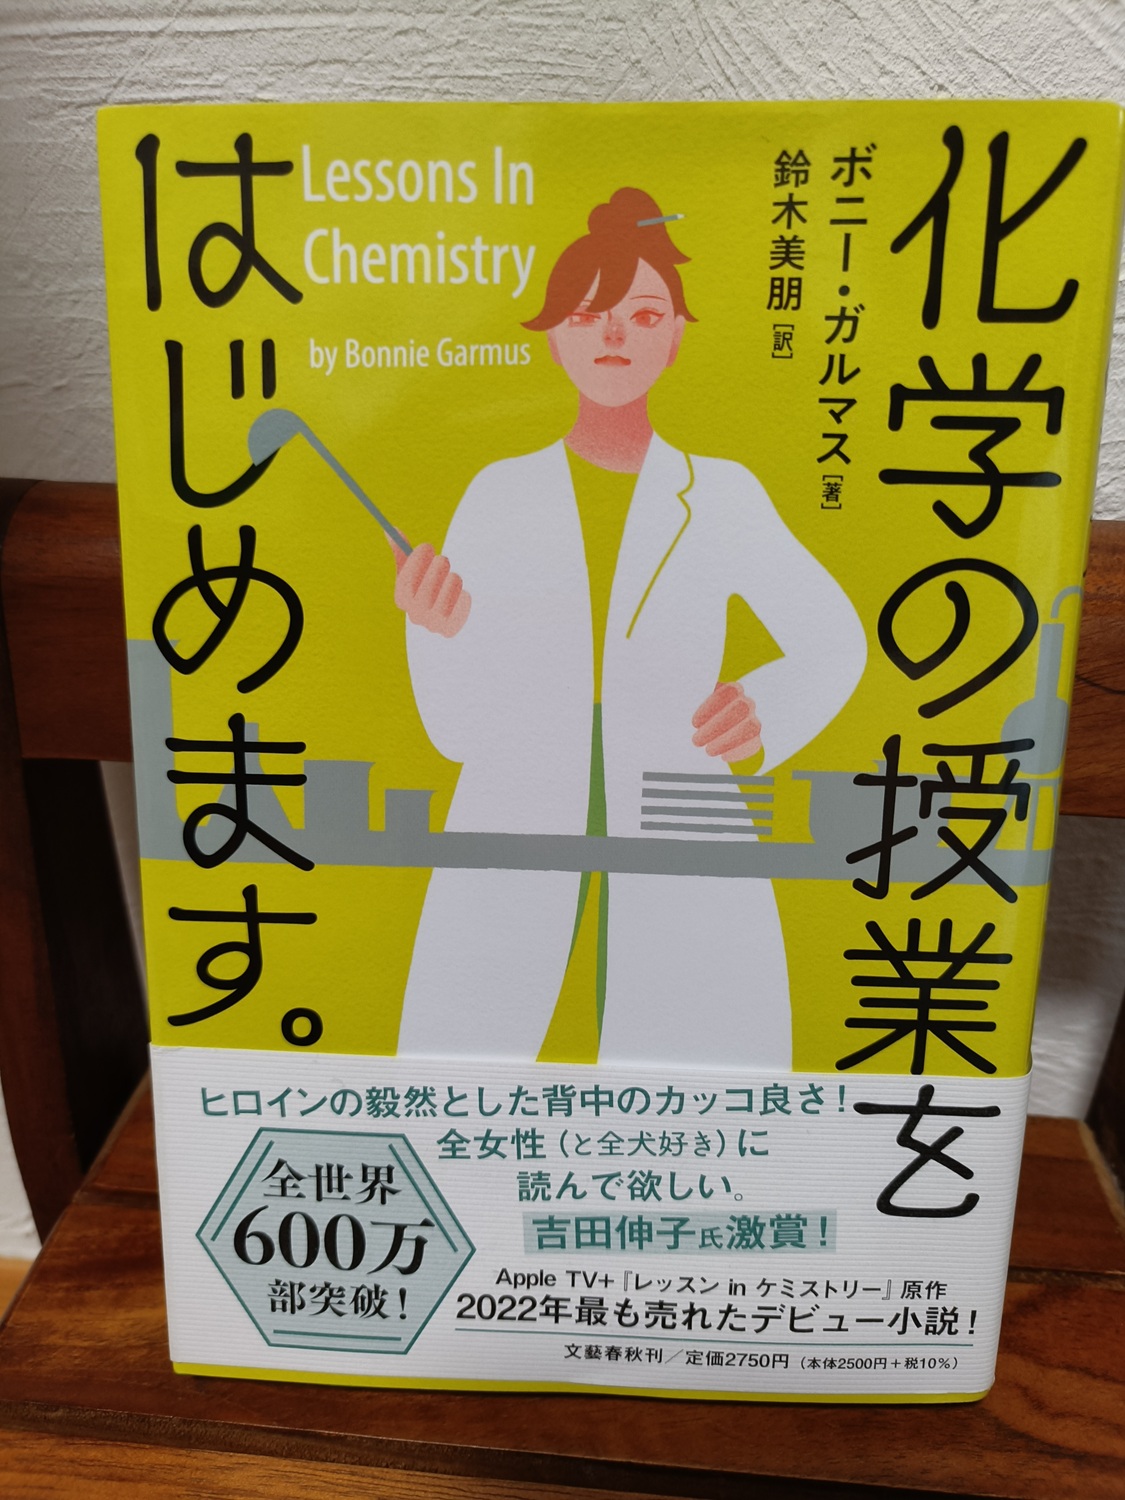 化学の授業を
はじめます。
ボニー・ガルマス[著]
鈴木美朋[訳]
Lessons In
Chemistry
by Bonnie Garmus
ヒロインの毅然とした背中のカッコ良さ!
全女性(と全犬好き)に
読んで欲しい。
吉田伸子氏激賞!
全世界
600万
部突破!
Apple TV+『レッスン in ケミストリー』原作
2022年最も売れたデビュー小説!
文藝春秋刊/定価2750円(本体2500円+税10%)